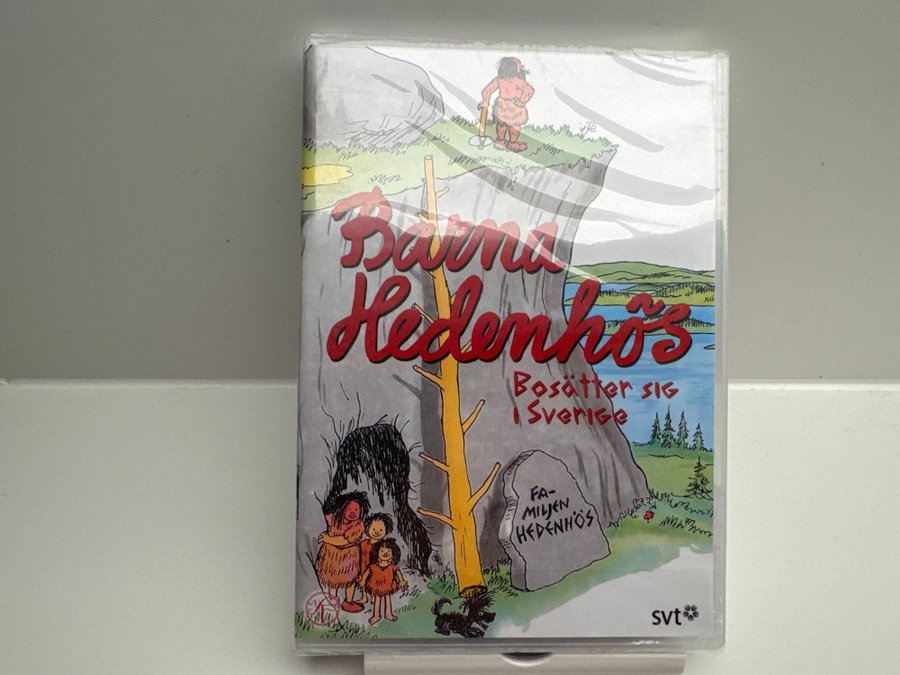 Barna
Hedenhös
Bosätter sig
i Sverige
FA-
MILJEN
HEDENHÖS
svt